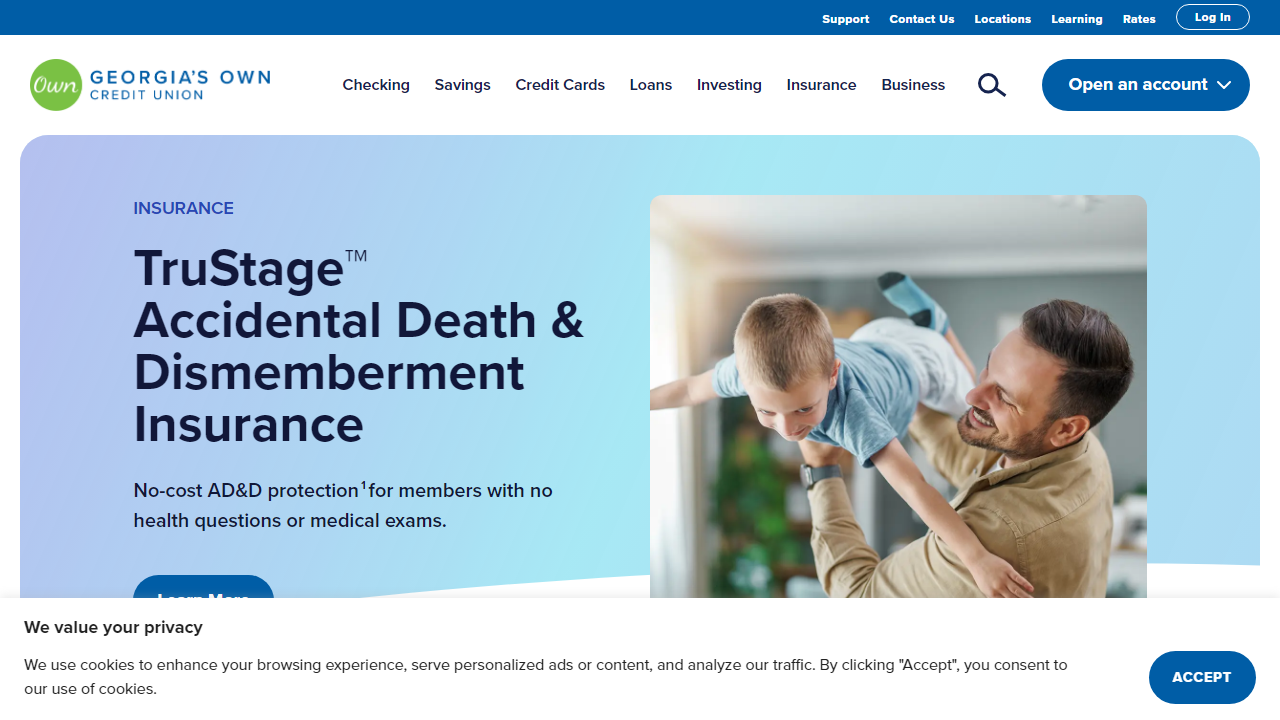 Support Contact Us Locations Learning Rates Log In
Own GEORGIA'S OWN
CREDIT UNION
Checking Savings Credit Cards Loans Investing Insurance Business Open an account
INSURANCE
TruStage™
Accidental Death &
Dismemberment
Insurance
No-cost AD&D protection¹ for members with no
health questions or medical exams.
Learn More
We value your privacy
We use cookies to enhance your browsing experience, serve personalized ads or content, and analyze our traffic. By clicking "Accept", you consent to
our use of cookies.
ACCEPT